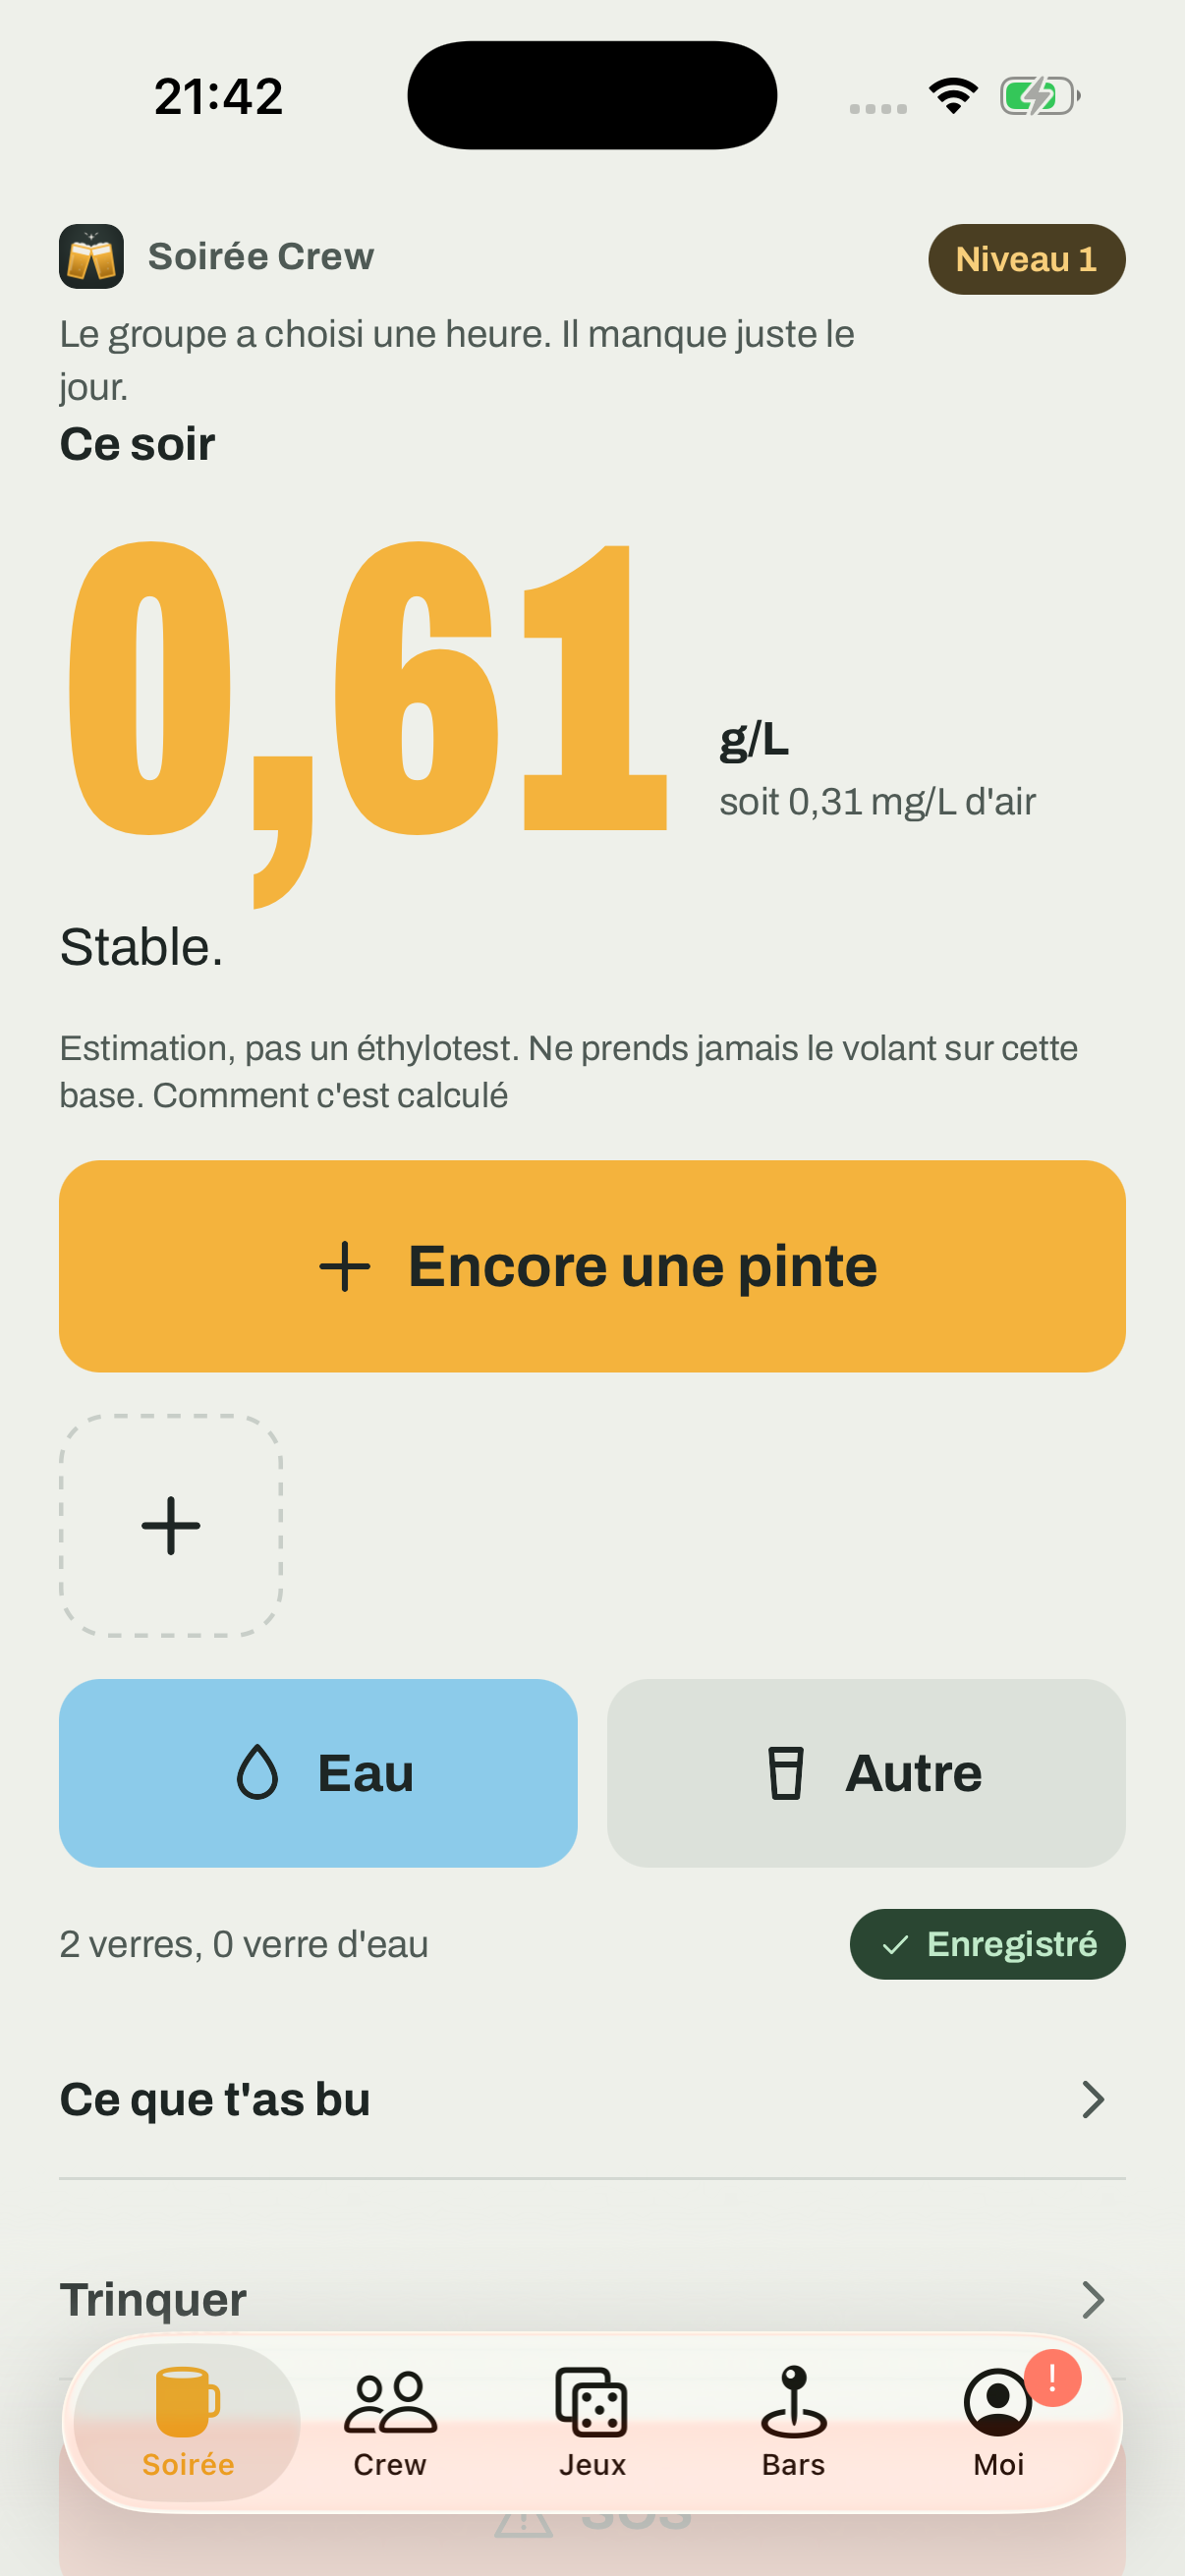 21:42
Soirée Crew
Niveau 1
Le groupe a choisi une heure. Il manque juste le
jour.
Ce soir
0,61
g/L
soit 0,31 mg/L d'air
Stable.
Estimation, pas un éthylotest. Ne prends jamais le volant sur cette
base. Comment c'est calculé
Encore une pinte
Eau
Autre
2 verres, 0 verre d'eau
Enregistré
Ce que t'as bu
Trinquer
!
Soirée
Crew
Jeux
Bars
Moi
SOS